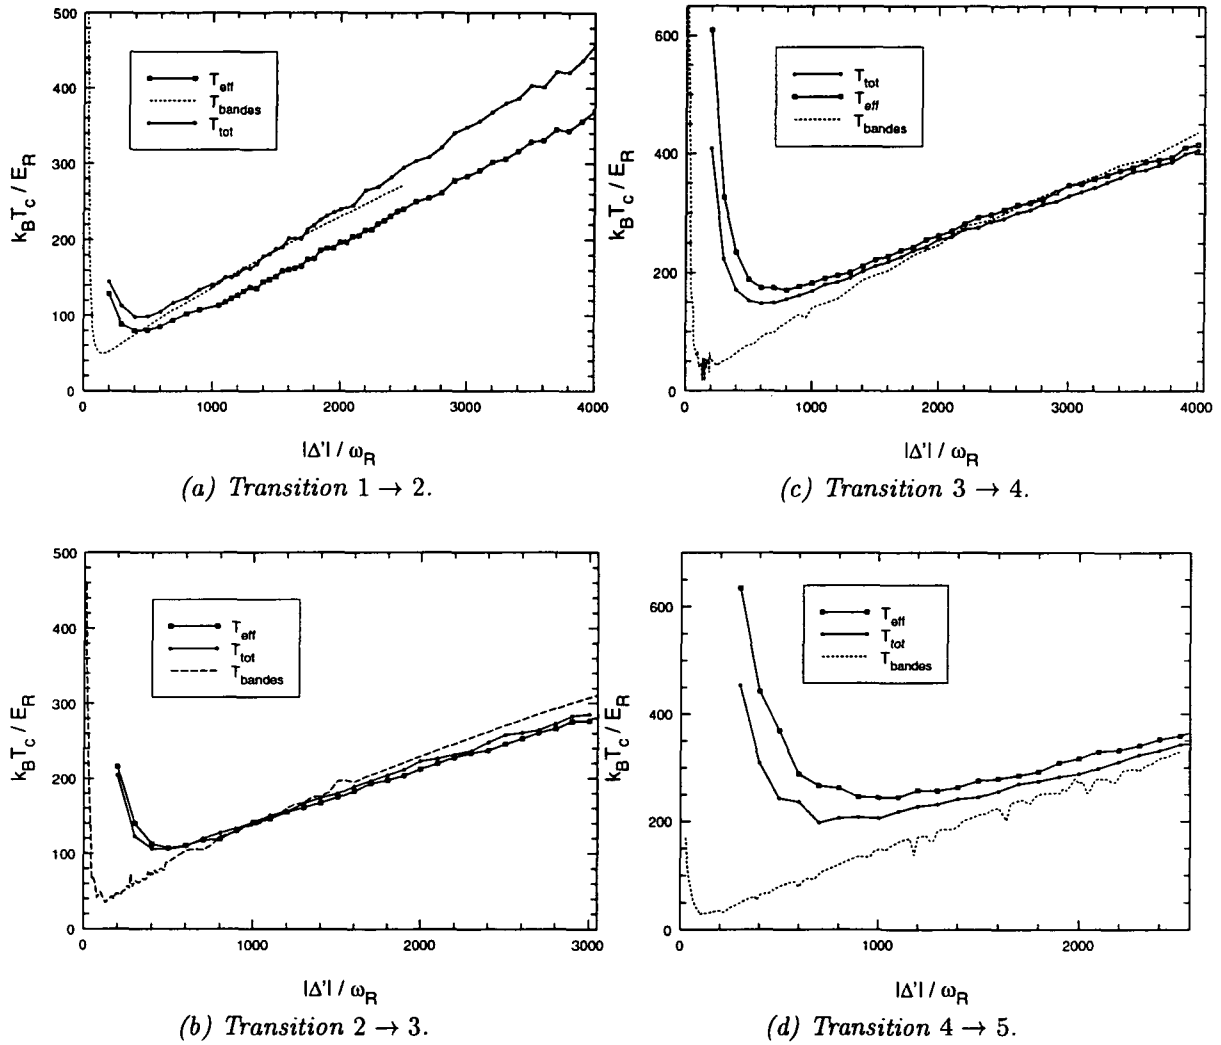 500
400
300
200
100
0
k_B T_c / E_R
T_eff
T_bandes
T_tot
0 1000 2000 3000 4000
|Δ'| / ω_R
(a) Transition 1 → 2.
600
400
200
0
k_B T_c / E_R
T_tot
T_eff
T_bandes
0 1000 2000 3000 4000
|Δ'| / ω_R
(c) Transition 3 → 4.
500
400
300
200
100
0
k_B T_c / E_R
T_eff
T_tot
T_bandes
0 1000 2000 3000
|Δ'| / ω_R
(b) Transition 2 → 3.
600
400
200
0
k_B T_c / E_R
T_eff
T_tot
T_bandes
0 1000 2000
|Δ'| / ω_R
(d) Transition 4 → 5.